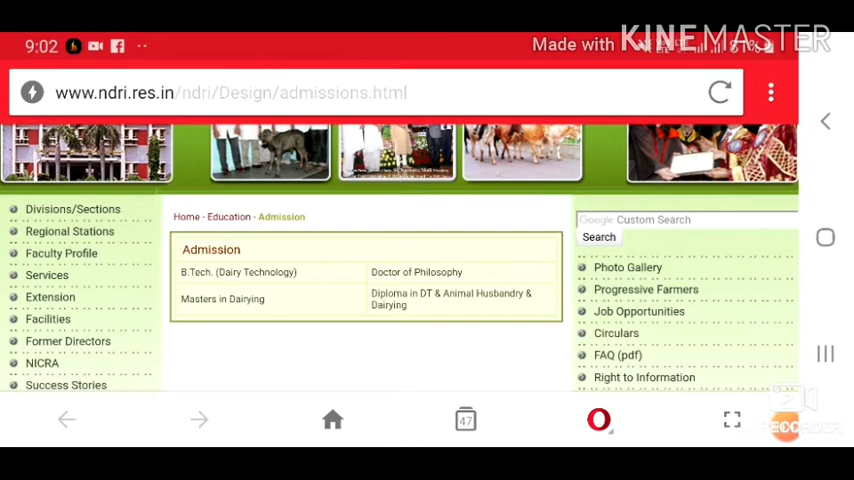 9:02
Made with KINEMASTER
81%
www.ndri.res.in/ndri/Design/admissions.html
Divisions/Sections
Regional Stations
Faculty Profile
Services
Extension
Facilities
Former Directors
NICRA
Success Stories
Home - Education - Admission
Admission
B.Tech. (Dairy Technology)
Doctor of Philosophy
Masters in Dairying
Diploma in DT & Animal Husbandry &
Dairying
Google Custom Search
Search
Photo Gallery
Progressive Farmers
Job Opportunities
Circulars
FAQ (pdf)
Right to Information
47
RECORDER